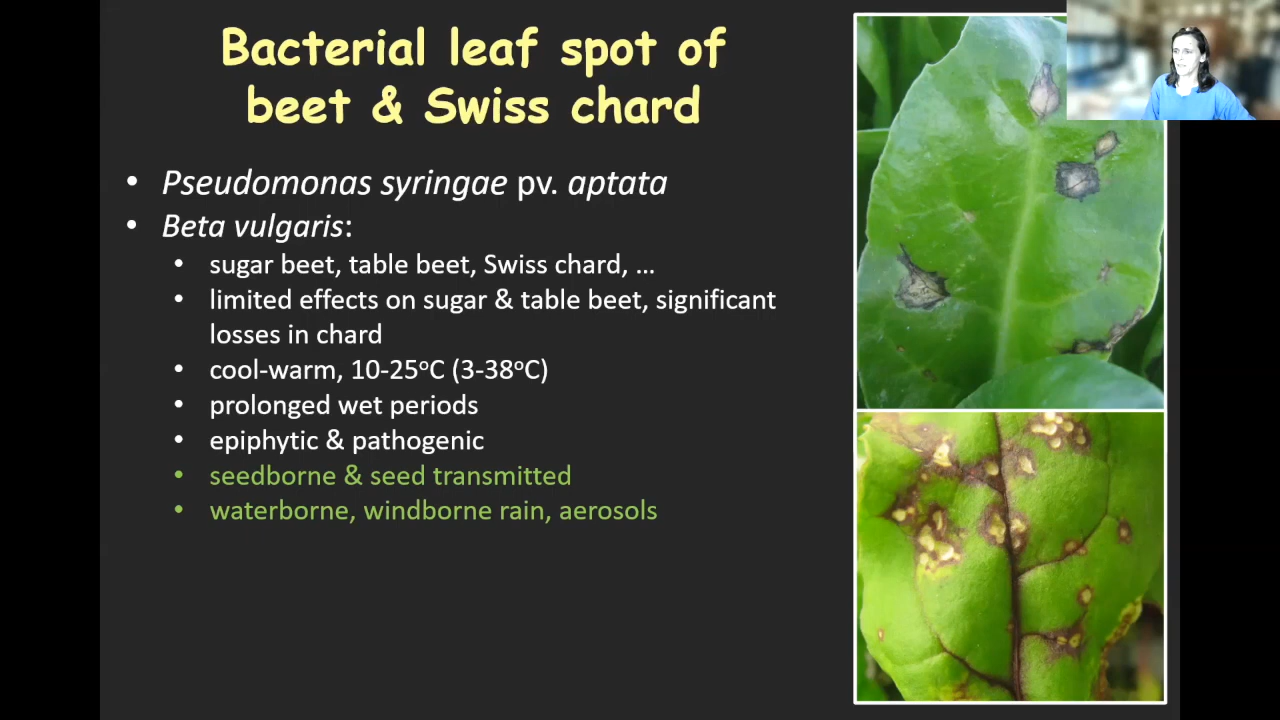 Bacterial leaf spot of
beet & Swiss chard
• Pseudomonas syringae pv. aptata
• Beta vulgaris:
• sugar beet, table beet, Swiss chard, …
• limited effects on sugar & table beet, significant
losses in chard
• cool-warm, 10-25ᵒC (3-38ᵒC)
• prolonged wet periods
• epiphytic & pathogenic
• seedborne & seed transmitted
• waterborne, windborne rain, aerosols